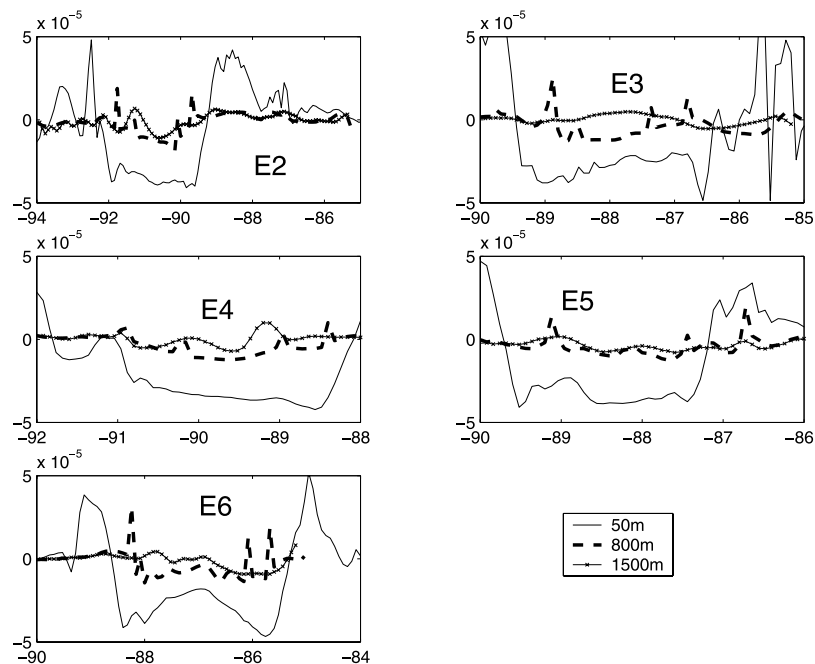 x 10⁻⁵
5
0
−5
−94 −92 −90 −88 −86
E2
x 10⁻⁵
5
0
−5
−90 −89 −88 −87 −86 −85
E3
x 10⁻⁵
5
0
−5
−92 −91 −90 −89 −88
E4
x 10⁻⁵
5
0
−5
−90 −89 −88 −87 −86
E5
x 10⁻⁵
5
0
−5
−90 −88 −86 −84
E6
50m
800m
1500m